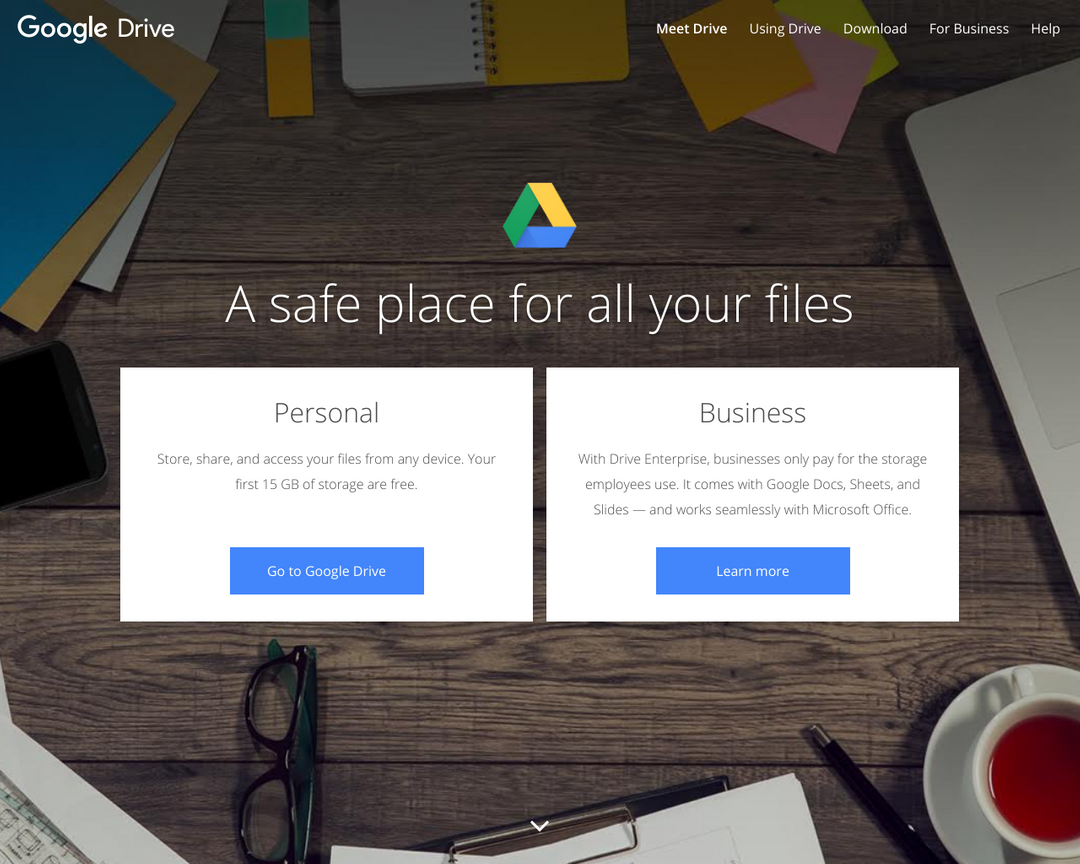 Google Drive
Meet Drive Using Drive Download For Business Help
A safe place for all your files
Personal
Store, share, and access your files from any device. Your
first 15 GB of storage are free.
Go to Google Drive
Business
With Drive Enterprise, businesses only pay for the storage
employees use. It comes with Google Docs, Sheets, and
Slides — and works seamlessly with Microsoft Office.
Learn more